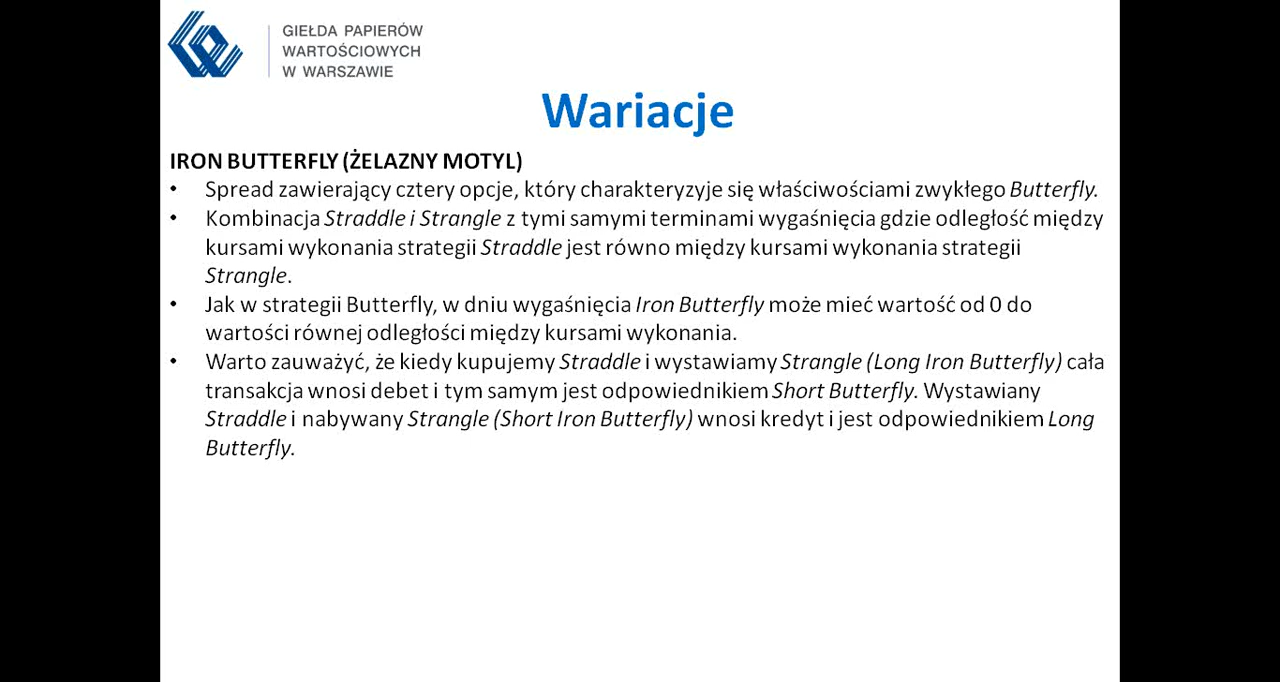 GIEŁDA PAPIERÓW
WARTOŚCIOWYCH
W WARSZAWIE
Wariacje
IRON BUTTERFLY (ŻELAZNY MOTYL)
• Spread zawierający cztery opcje, który charakteryzyje się właściwościami zwykłego Butterfly.
• Kombinacja Straddle i Strangle z tymi samymi terminami wygaśnięcia gdzie odległość między
kursami wykonania strategii Straddle jest równo między kursami wykonania strategii
Strangle.
• Jak w strategii Butterfly, w dniu wygaśnięcia Iron Butterfly może mieć wartość od 0 do
wartości równej odległości między kursami wykonania.
• Warto zauważyć, że kiedy kupujemy Straddle i wystawiamy Strangle (Long Iron Butterfly) cała
transakcja wnosi debet i tym samym jest odpowiednikiem Short Butterfly. Wystawiany
Straddle i nabywany Strangle (Short Iron Butterfly) wnosi kredyt i jest odpowiednikiem Long
Butterfly.